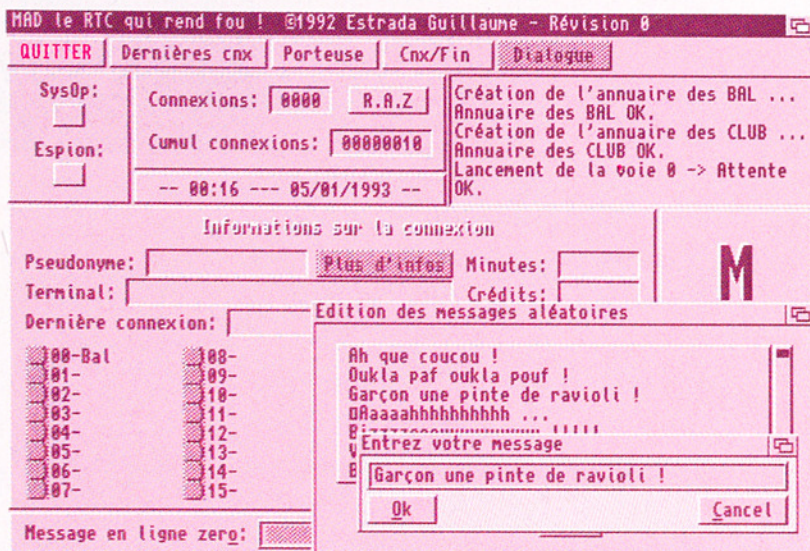 MAD le RTC qui rend fou ! ©1992 Estrada Guillaume - Révision 0
QUITTER Dernières cnx Porteuse Cnx/Fin Dialogue
SysOp:
Espion:
Connexions: 0000 R.A.Z
Cumul connexions: 00000010
-- 00:16 --- 05/01/1993 --
Création de l'annuaire des BAL ...
Annuaire des BAL OK.
Création de l'annuaire des CLUB ...
Annuaire des CLUB OK.
Lancement de la voie 0 -> Attente
OK.
Informations sur la connexion
Pseudonyme: Plus d'infos Minutes:
Terminal: Crédits:
Dernière connexion:
M
00-Bal
01-
02-
03-
04-
05-
06-
07-
08-
09-
10-
11-
12-
13-
14-
15-
Message en ligne zero:
Edition des messages aléatoires
Ah que coucou !
Oukla paf oukla pouf !
Garçon une pinte de ravioli !
Aaaaahhhhhhhhhh ...
Entrez votre message
Garçon une pinte de ravioli !
Ok Cancel